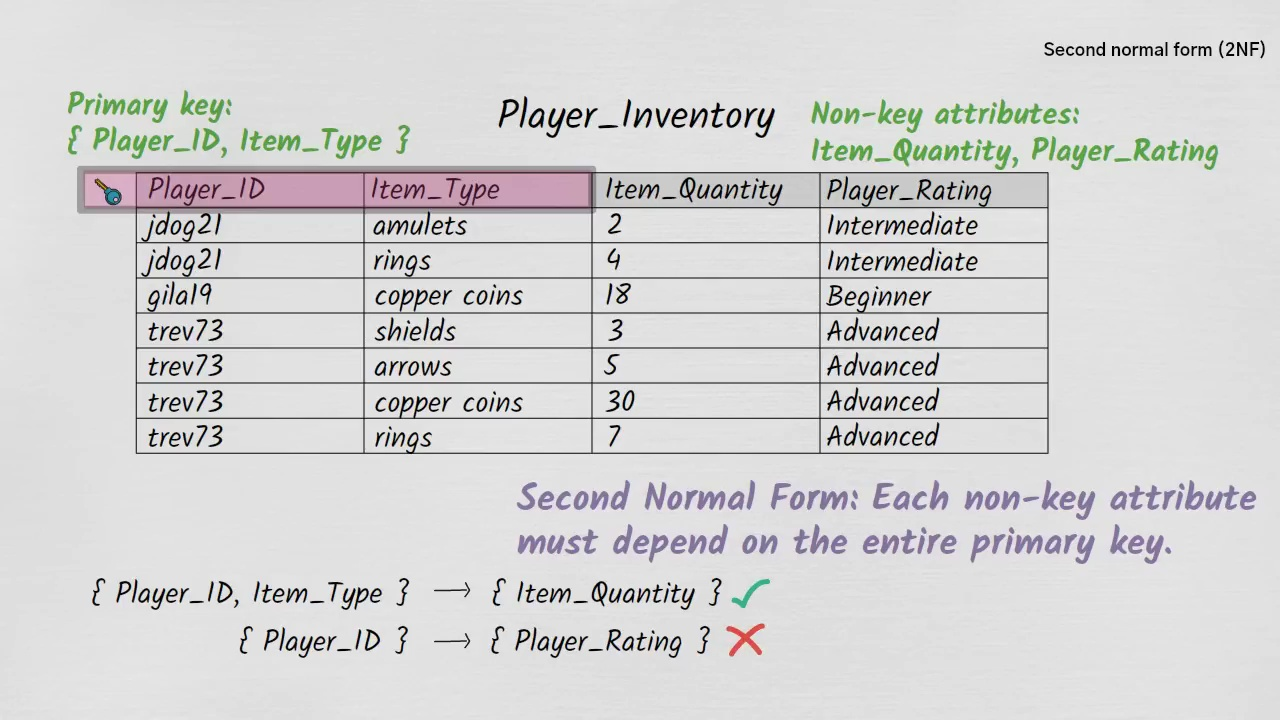 Second normal form (2NF)
Primary key:
{ Player_ID, Item_Type }
Player_Inventory
Non-key attributes:
Item_Quantity, Player_Rating
Player_ID Item_Type Item_Quantity Player_Rating
jdog21 amulets 2 Intermediate
jdog21 rings 4 Intermediate
gila19 copper coins 18 Beginner
trev73 shields 3 Advanced
trev73 arrows 5 Advanced
trev73 copper coins 30 Advanced
trev73 rings 7 Advanced
Second Normal Form: Each non-key attribute
must depend on the entire primary key.
{ Player_ID, Item_Type } → { Item_Quantity }
{ Player_ID } → { Player_Rating }